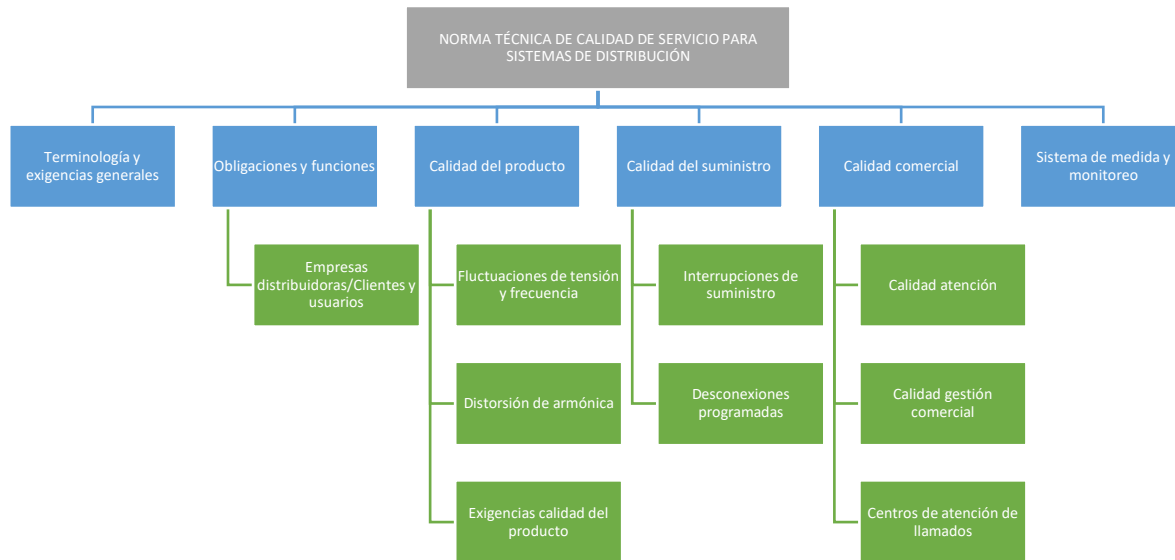 NORMA TÉCNICA DE CALIDAD DE SERVICIO PARA
SISTEMAS DE DISTRIBUCIÓN
Terminología y
exigencias generales
Obligaciones y funciones
Calidad del producto
Calidad del suministro
Calidad comercial
Sistema de medida y
monitoreo
Empresas
distribuidoras/Clientes y
usuarios
Fluctuaciones de tensión
y frecuencia
Interrupciones de
suministro
Calidad atención
Distorsión de armónica
Desconexiones
programadas
Calidad gestión
comercial
Exigencias calidad del
producto
Centros de atención de
llamados